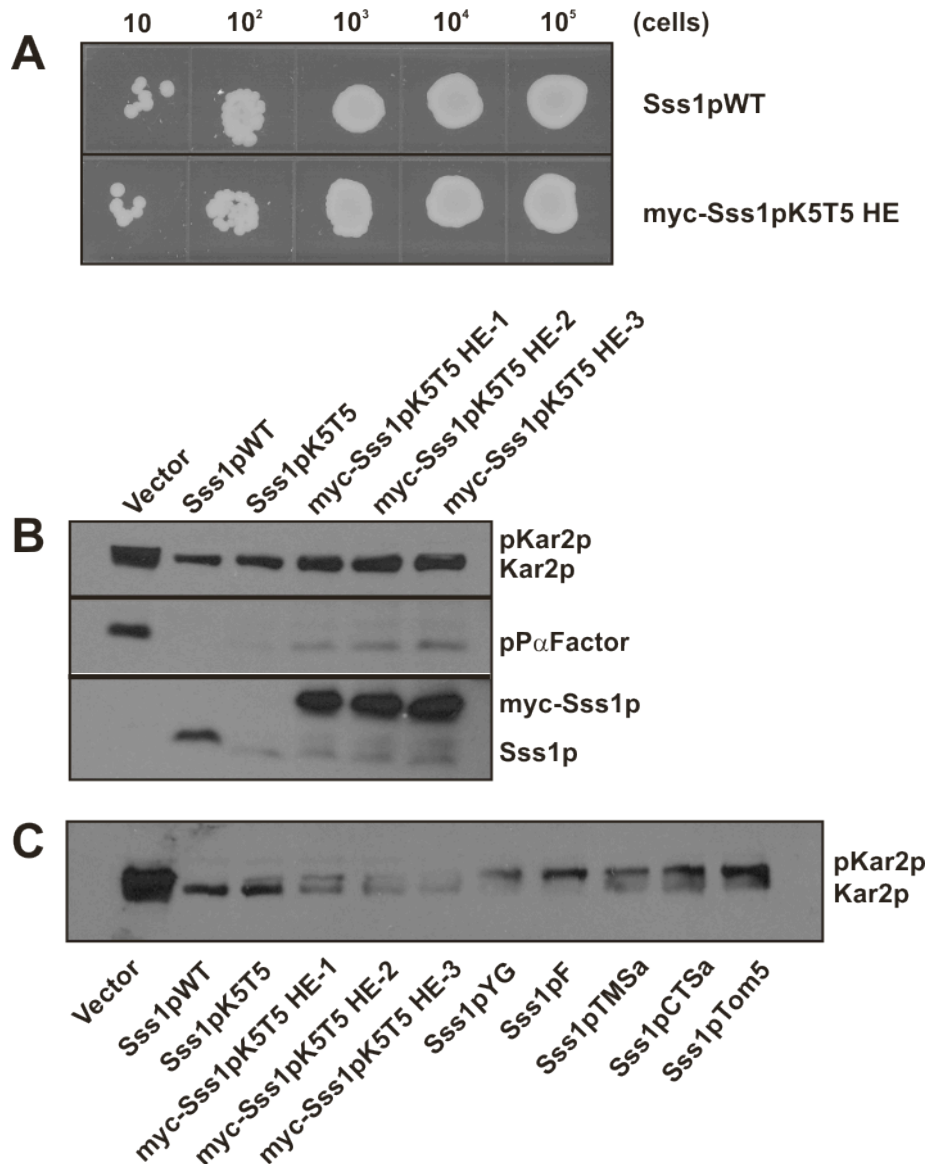 10 10² 10³ 10⁴ 10⁵ (cells)
A
Sss1pWT
myc-Sss1pK5T5 HE
Vector
Sss1pWT
Sss1pK5T5
myc-Sss1pK5T5 HE-1
myc-Sss1pK5T5 HE-2
myc-Sss1pK5T5 HE-3
B
pKar2p
Kar2p
pPαFactor
myc-Sss1p
Sss1p
C
pKar2p
Kar2p
Vector
Sss1pWT
Sss1pK5T5
myc-Sss1pK5T5 HE-1
myc-Sss1pK5T5 HE-2
myc-Sss1pK5T5 HE-3
Sss1pYG
Sss1pF
Sss1pTMSa
Sss1pCTSa
Sss1pTom5